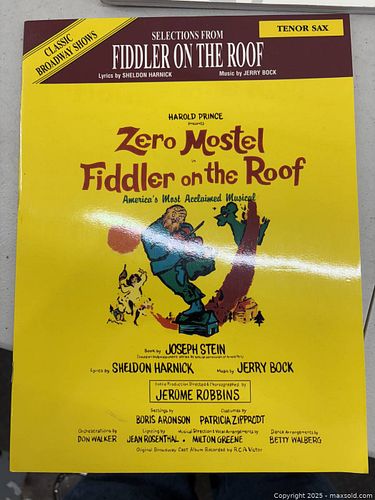 CLASSIC
BROADWAY SHOWS
SELECTIONS FROM
FIDDLER ON THE ROOF
Lyrics by SHELDON HARNICK Music by JERRY BOCK
TENOR SAX
HAROLD PRINCE
presents
Zero Mostel
in
Fiddler on the Roof
America's Most Acclaimed Musical
Book by JOSEPH STEIN
Lyrics by SHELDON HARNICK Music by JERRY BOCK
Entire Production Directed & Choreographed by
JEROME ROBBINS
Settings by Costumes by
BORIS ARONSON PATRICIA ZIPPRODT
Orchestrations by Lighting by Musical Direction & Vocal Arrangements by Dance Arrangements by
DON WALKER JEAN ROSENTHAL MILTON GREENE BETTY WALBERG
Original Broadway Cast Album Recorded by R.C.A. Victor
Copyright © 2025 - maxsold.com